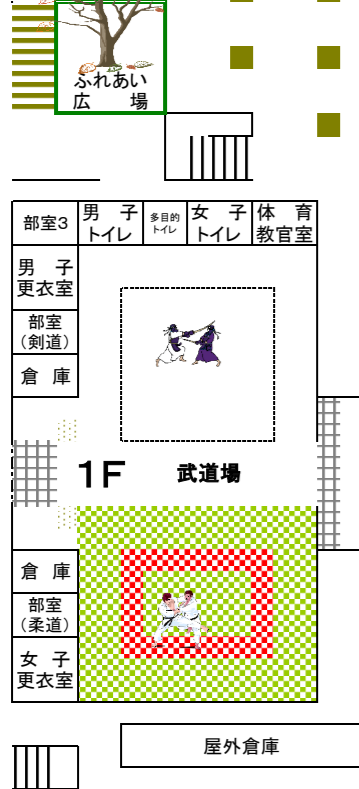 ふれあい
広　場
部室3
男　子
トイレ
多目的
トイレ
女　子
トイレ
体　育
教官室
男　子
更衣室
部室
（剣道）
倉　庫
1F　武道場
倉　庫
部室
（柔道）
女　子
更衣室
屋外倉庫